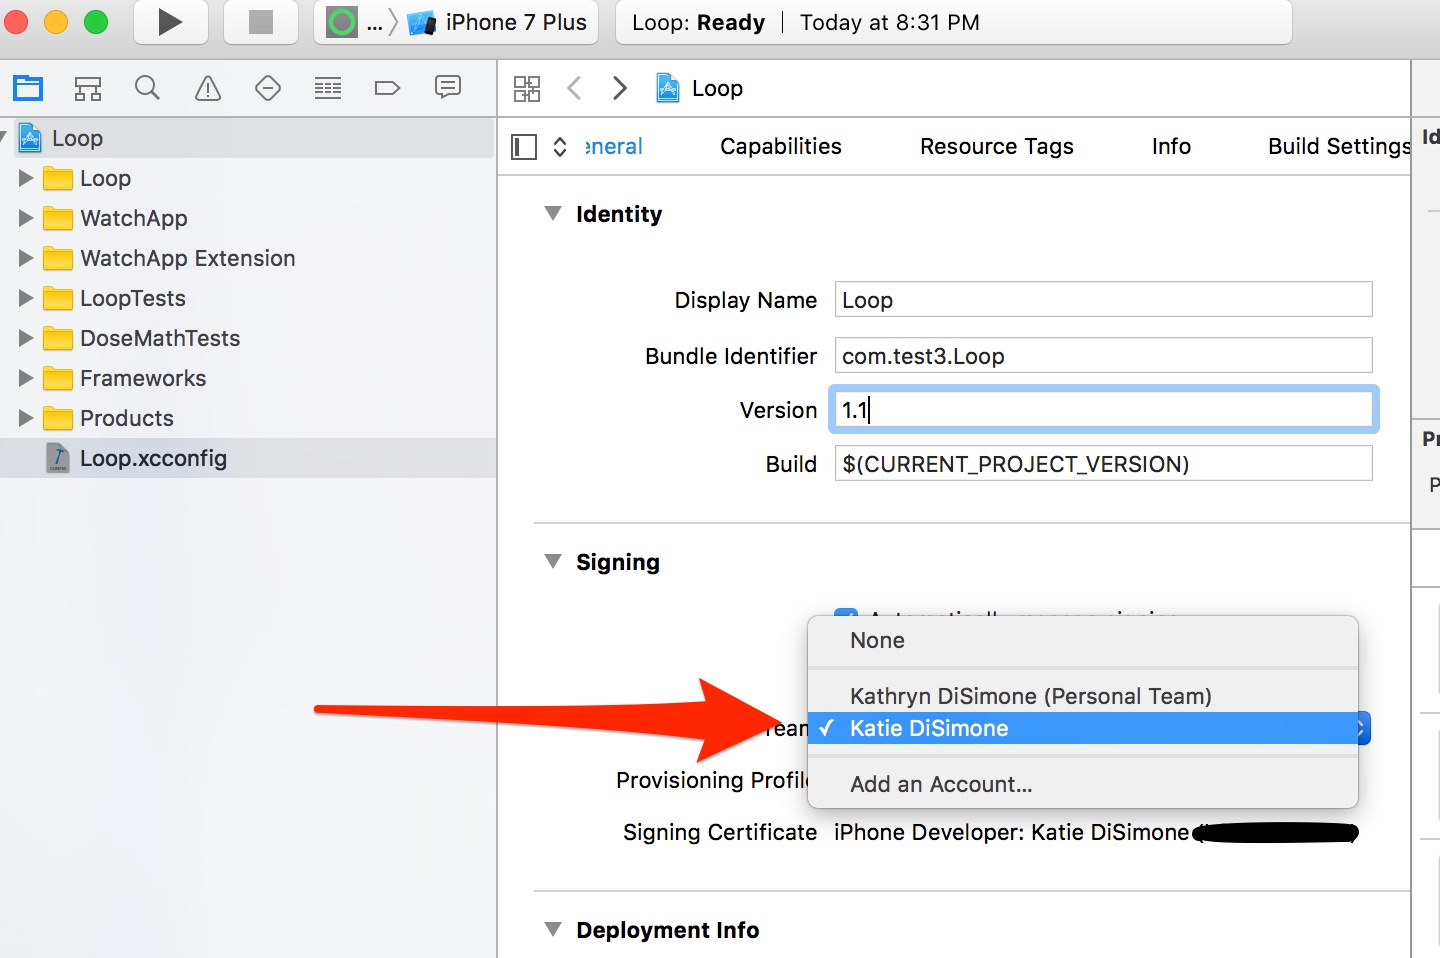 ... iPhone 7 Plus
Loop: Ready | Today at 8:31 PM
Loop
Loop
eneral Capabilities Resource Tags Info Build Settings
Loop
WatchApp
WatchApp Extension
LoopTests
DoseMathTests
Frameworks
Products
Loop.xcconfig
Identity
Display Name Loop
Bundle Identifier com.test3.Loop
Version 1.1
Build $(CURRENT_PROJECT_VERSION)
Signing
None
Kathryn DiSimone (Personal Team)
Team ✓ Katie DiSimone
Add an Account...
Provisioning Profile
Signing Certificate iPhone Developer: Katie DiSimone
Deployment Info
Id
Pr
P